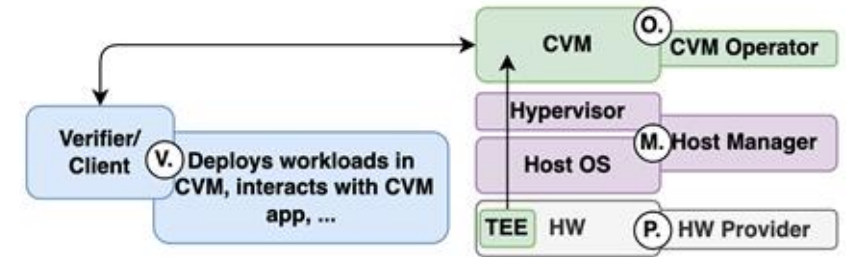 CVM
O.
CVM Operator
Hypervisor
M.
Host Manager
Host OS
TEE
HW
P.
HW Provider
Verifier/
Client
V.
Deploys workloads in
CVM, interacts with CVM
app, ...